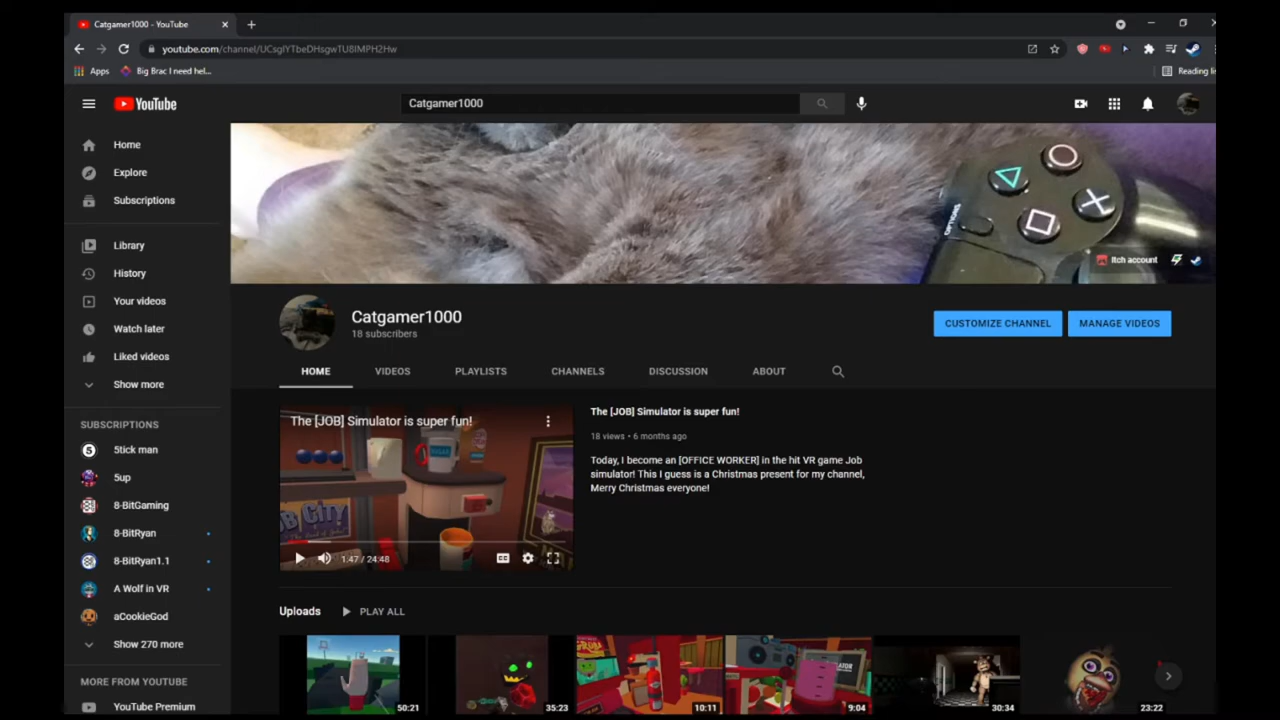 Catgamer1000 - YouTube
youtube.com/channel/UCsglYTbeDHsgwTU8IMPH2Hw
Apps
Big Brac I need hel...
Reading li
YouTube
Catgamer1000
Home
Explore
Subscriptions
Library
History
Your videos
Watch later
Liked videos
Show more
SUBSCRIPTIONS
5tick man
5up
8-BitGaming
8-BitRyan
8-BitRyan1.1
A Wolf in VR
aCookieGod
Show 270 more
MORE FROM YOUTUBE
YouTube Premium
OPTIONS
Itch account
Catgamer1000
18 subscribers
CUSTOMIZE CHANNEL
MANAGE VIDEOS
HOME
VIDEOS
PLAYLISTS
CHANNELS
DISCUSSION
ABOUT
The [JOB] Simulator is super fun!
SUGAR
OB CITY
1:47 / 24:48
The [JOB] Simulator is super fun!
18 views • 6 months ago
Today, I become an [OFFICE WORKER] in the hit VR game Job
simulator! This I guess is a Christmas present for my channel,
Merry Christmas everyone!
Uploads
PLAY ALL
50:21
35:23
10:11
9:04
30:34
23:22